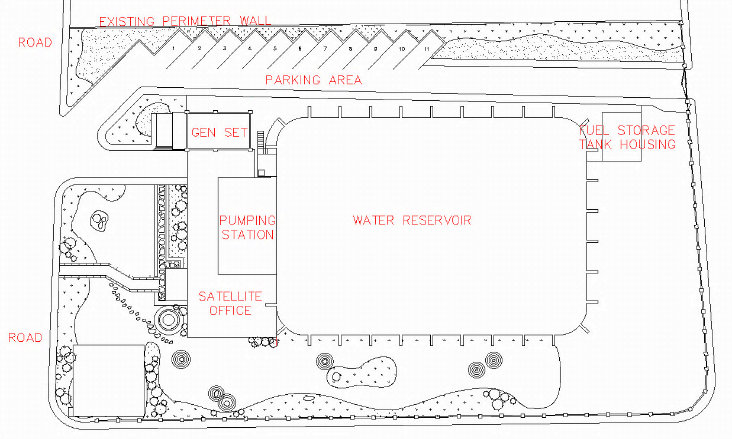 EXISTING PERIMETER WALL
ROAD
1 2 3 4 5 6 7 8 9 10 11
PARKING AREA
GEN SET
FUEL STORAGE
TANK HOUSING
PUMPING
STATION
WATER RESERVOIR
SATELLITE
OFFICE
ROAD